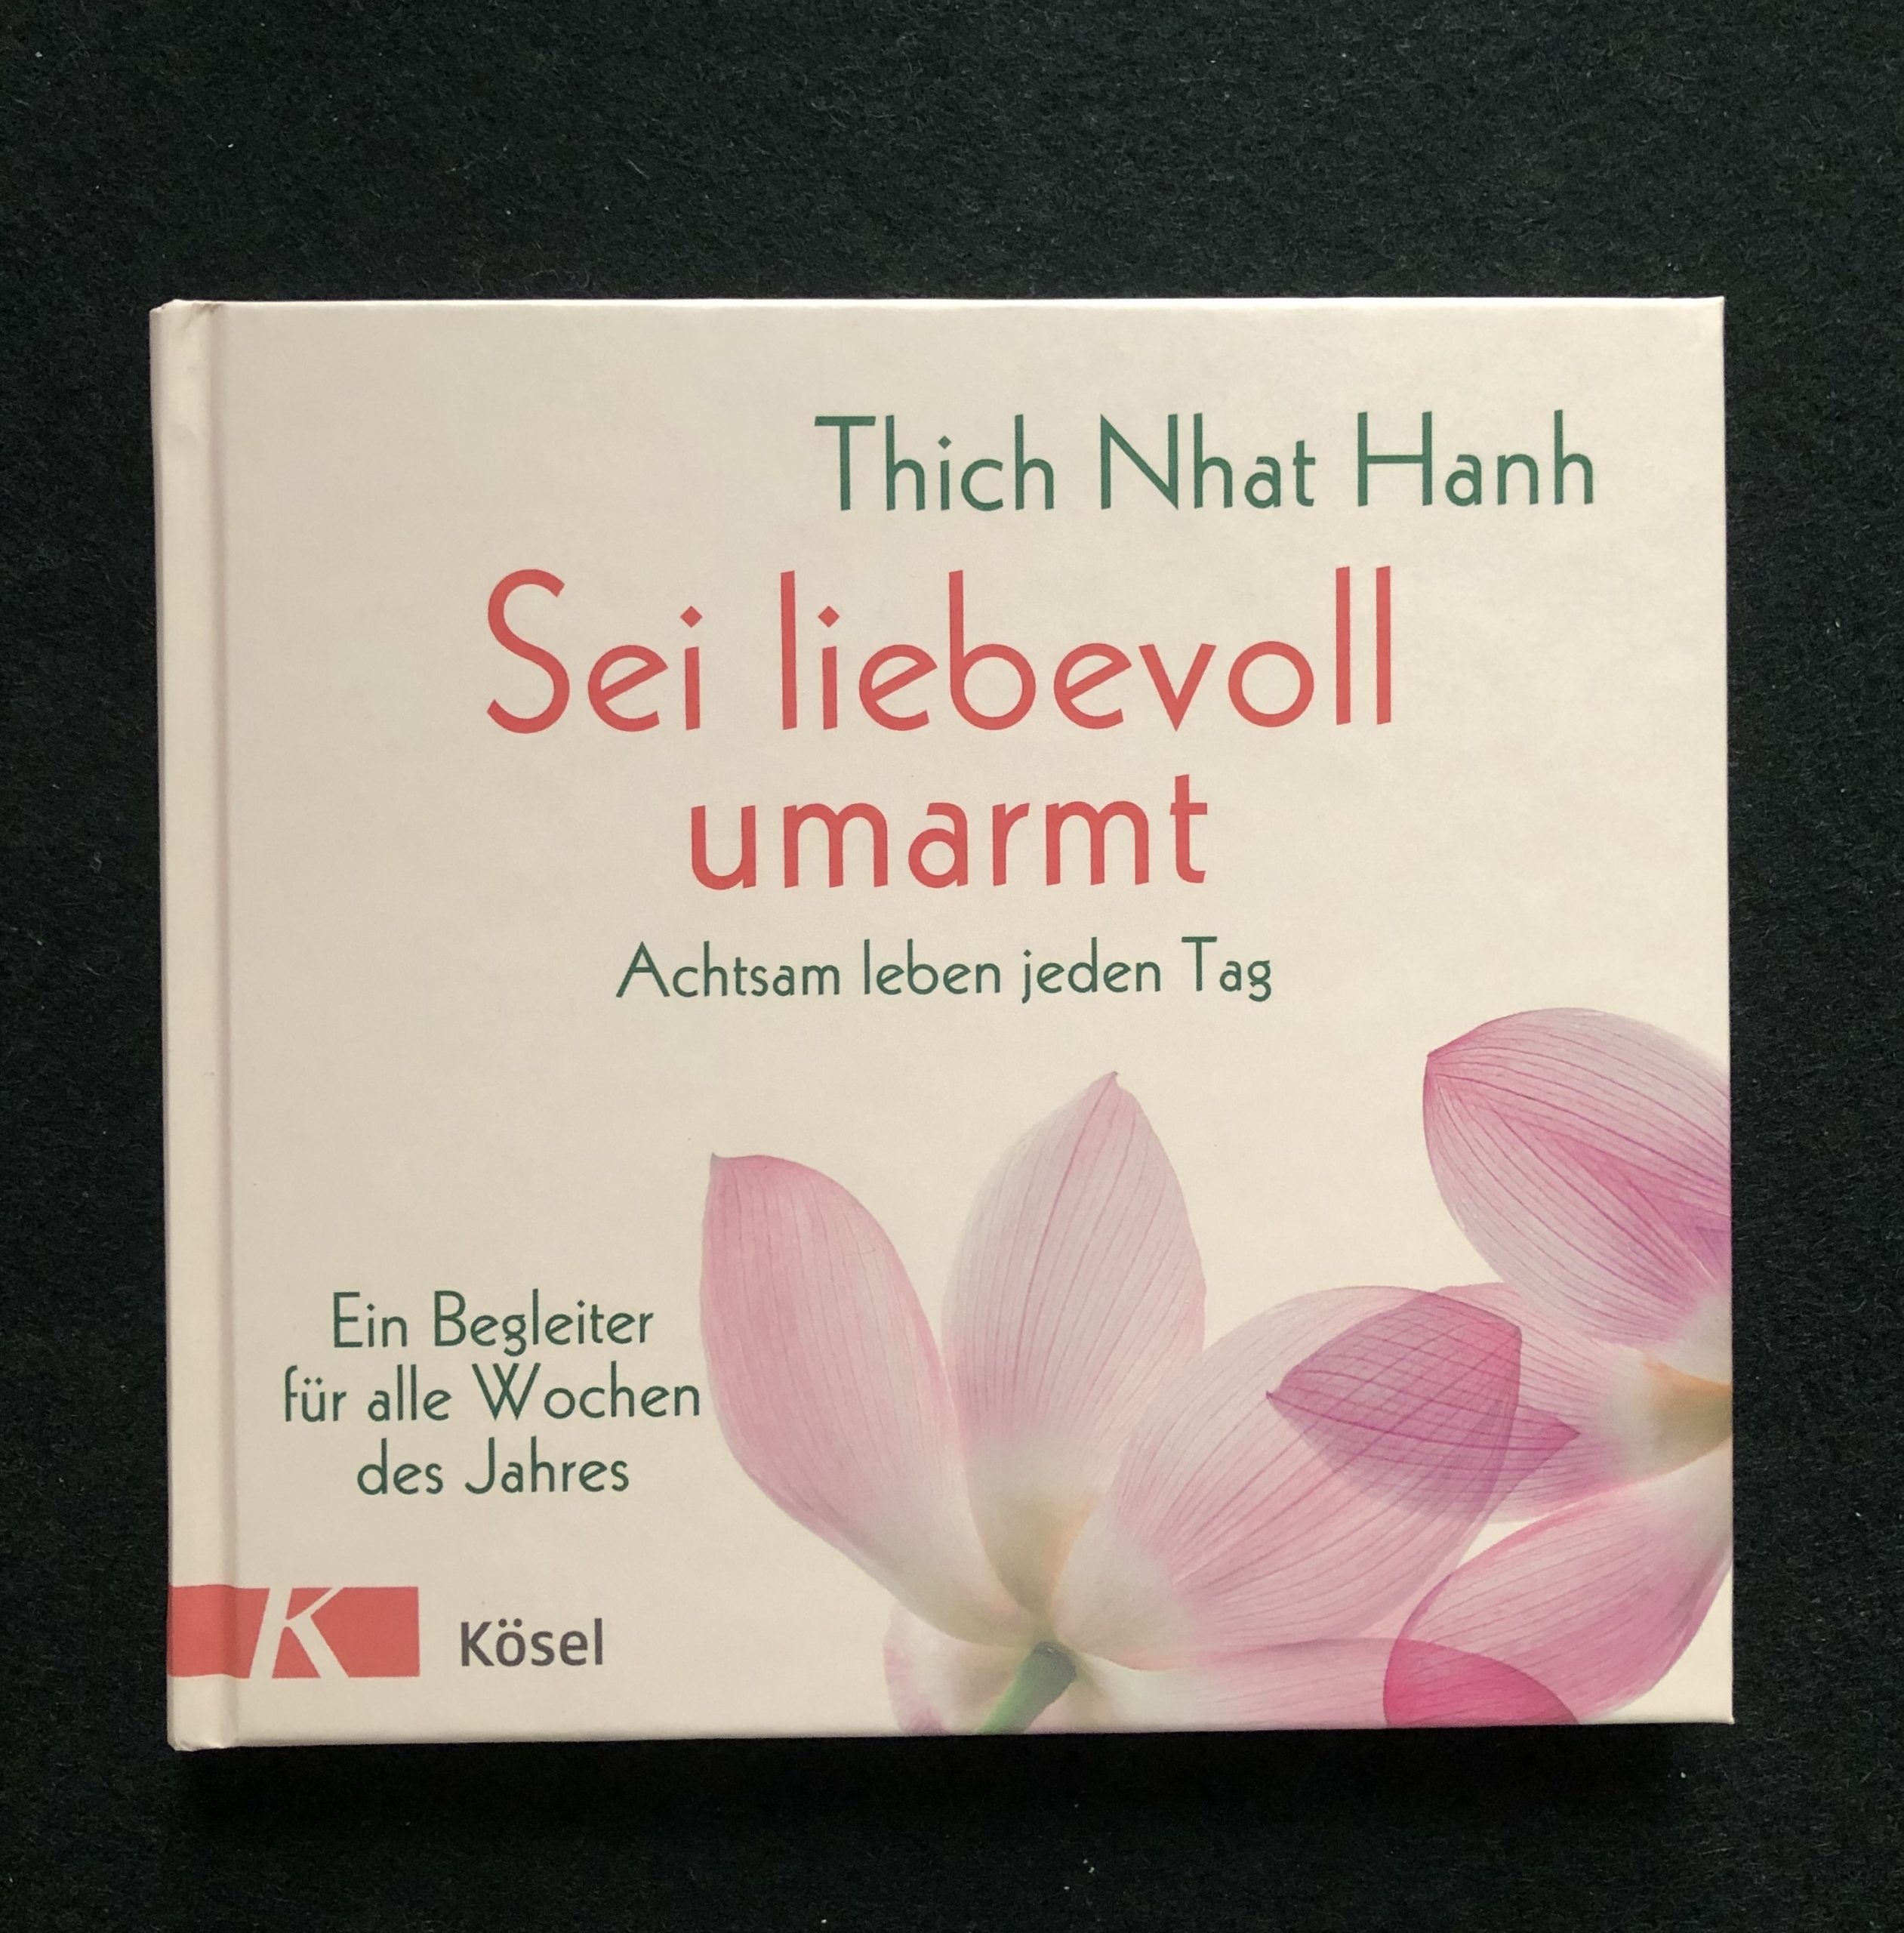 Thich Nhat Hanh
Sei liebevoll
umarmt
Achtsam leben jeden Tag
Ein Begleiter
für alle Wochen
des Jahres
K
Kösel